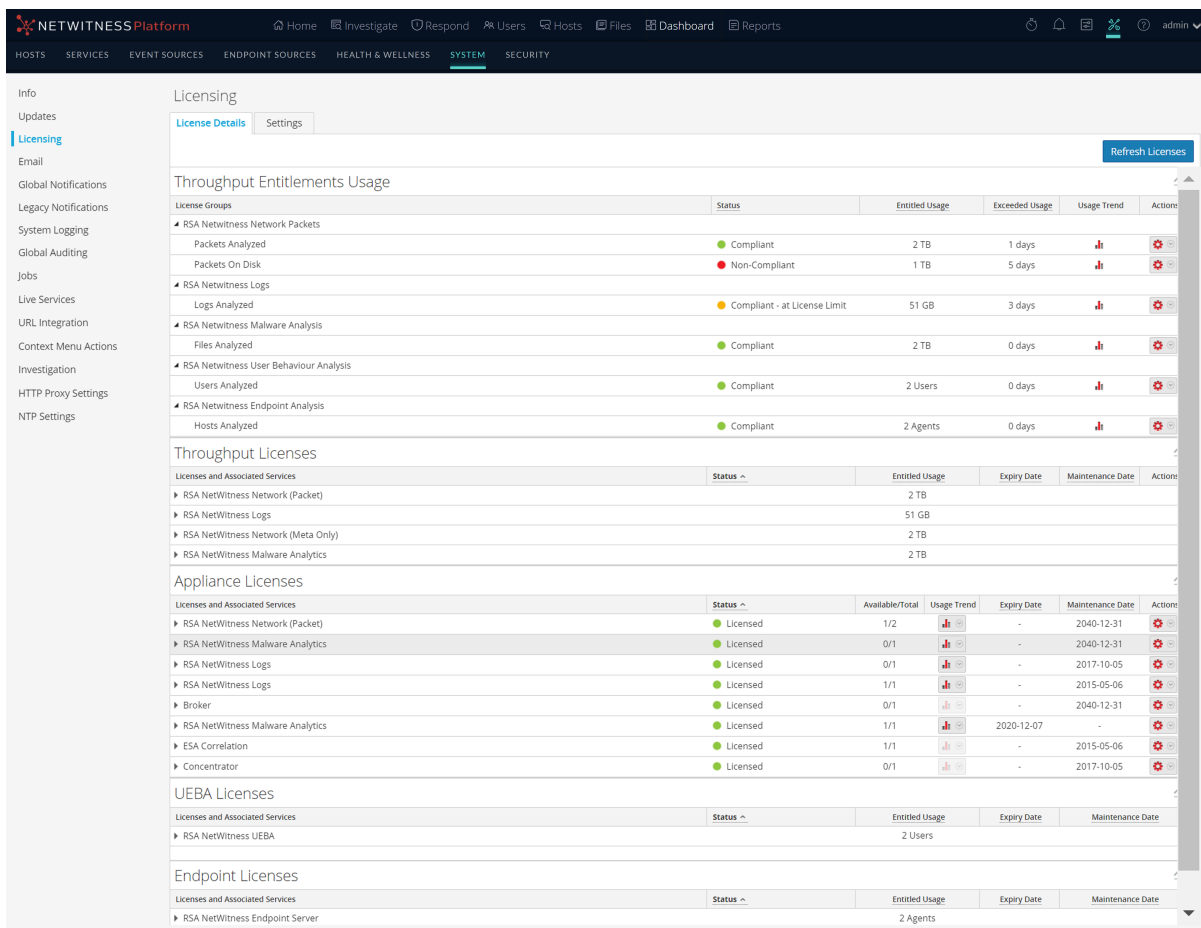 NETWITNESS Platform Home Investigate Respond Users Hosts Files Dashboard Reports admin
HOSTS SERVICES EVENT SOURCES ENDPOINT SOURCES HEALTH & WELLNESS SYSTEM SECURITY
Info
Updates
Licensing
Email
Global Notifications
Legacy Notifications
System Logging
Global Auditing
Jobs
Live Services
URL Integration
Context Menu Actions
Investigation
HTTP Proxy Settings
NTP Settings
Licensing
License Details Settings
Refresh Licenses
Throughput Entitlements Usage
License Groups Status Entitled Usage Exceeded Usage Usage Trend Actions
RSA Netwitness Network Packets
Packets Analyzed Compliant 2 TB 1 days
Packets On Disk Non-Compliant 1 TB 5 days
RSA Netwitness Logs
Logs Analyzed Compliant - at License Limit 51 GB 3 days
RSA Netwitness Malware Analysis
Files Analyzed Compliant 2 TB 0 days
RSA Netwitness User Behaviour Analysis
Users Analyzed Compliant 2 Users 0 days
RSA Netwitness Endpoint Analysis
Hosts Analyzed Compliant 2 Agents 0 days
Throughput Licenses
Licenses and Associated Services Status Entitled Usage Expiry Date Maintenance Date Actions
RSA NetWitness Network (Packet) 2 TB
RSA NetWitness Logs 51 GB
RSA NetWitness Network (Meta Only) 2 TB
RSA NetWitness Malware Analytics 2 TB
Appliance Licenses
Licenses and Associated Services Status Available/Total Usage Trend Expiry Date Maintenance Date Actions
RSA NetWitness Network (Packet) Licensed 1/2 - 2040-12-31
RSA NetWitness Malware Analytics Licensed 0/1 - 2040-12-31
RSA NetWitness Logs Licensed 0/1 - 2017-10-05
RSA NetWitness Logs Licensed 1/1 - 2015-05-06
Broker Licensed 0/1 - 2040-12-31
RSA NetWitness Malware Analytics Licensed 1/1 2020-12-07 -
ESA Correlation Licensed 1/1 - 2015-05-06
Concentrator Licensed 0/1 - 2017-10-05
UEBA Licenses
Licenses and Associated Services Status Entitled Usage Expiry Date Maintenance Date
RSA NetWitness UEBA 2 Users
Endpoint Licenses
Licenses and Associated Services Status Entitled Usage Expiry Date Maintenance Date
RSA NetWitness Endpoint Server 2 Agents